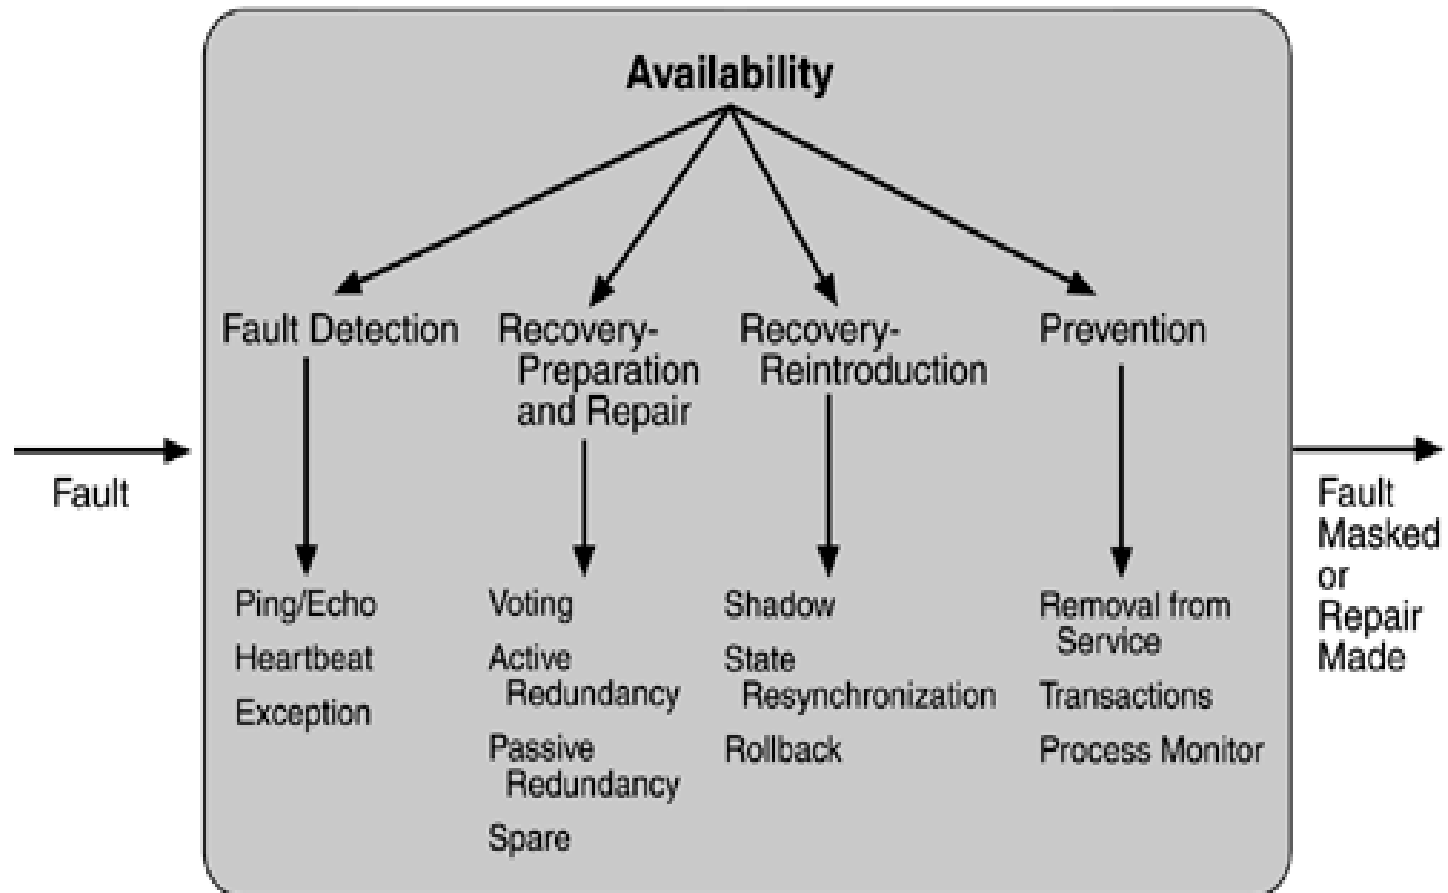 Availability
Fault Detection
Recovery-
Preparation
and Repair
Recovery-
Reintroduction
Prevention
Fault
Fault
Masked
or
Repair
Made
Ping/Echo
Heartbeat
Exception
Voting
Active
Redundancy
Passive
Redundancy
Spare
Shadow
State
Resynchronization
Rollback
Removal from
Service
Transactions
Process Monitor